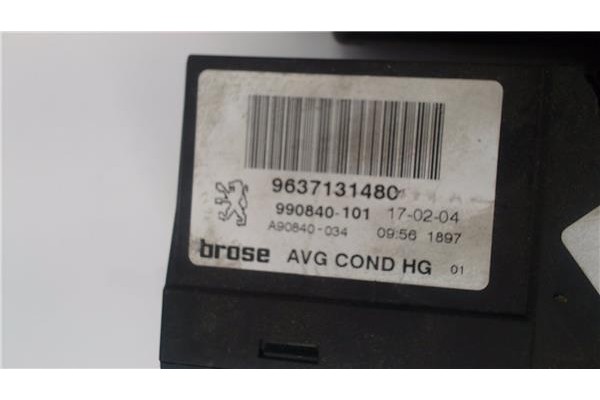 9637131480
990840-101 17-02-04
A90840-034 09:56 1897
brose AVG COND HG 01